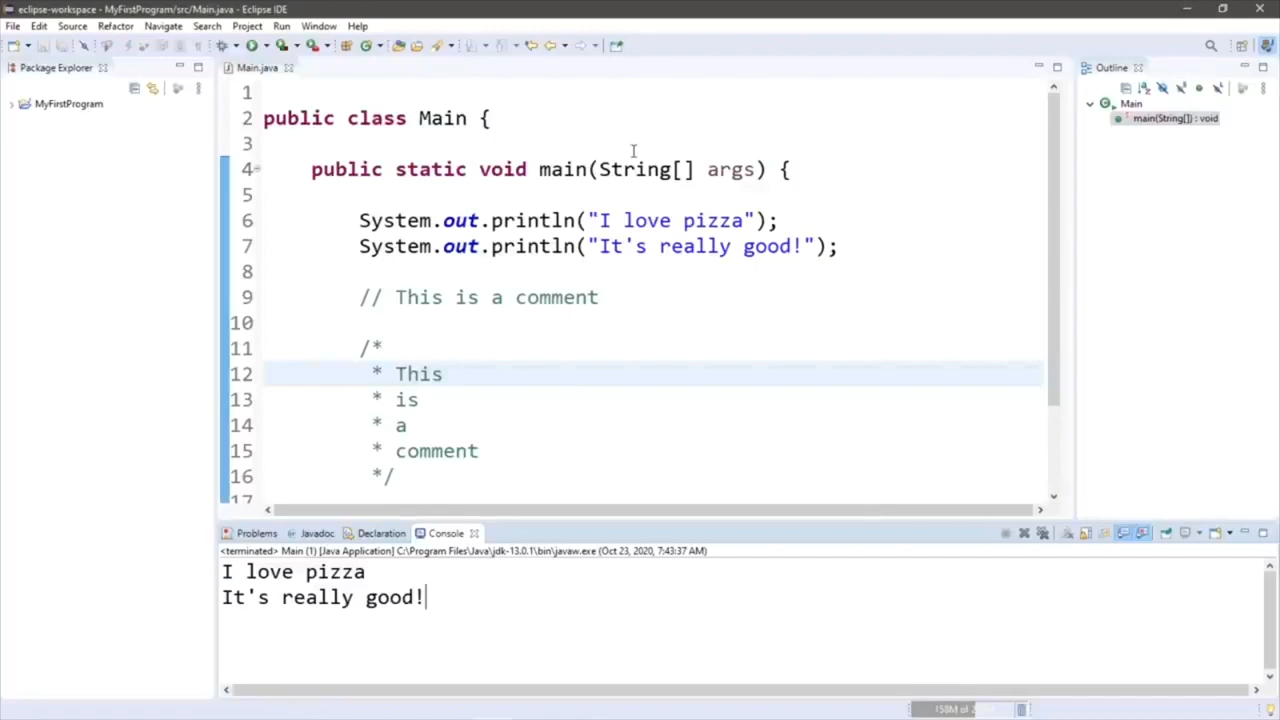 eclipse-workspace - MyFirstProgram/src/Main.java - Eclipse IDE
File Edit Source Refactor Navigate Search Project Run Window Help
Package Explorer
MyFirstProgram
Main.java
1
2 public class Main {
3
4 public static void main(String[] args) {
5
6 System.out.println("I love pizza");
7 System.out.println("It's really good!");
8
9 // This is a comment
10
11 /*
12 * This
13 * is
14 * a
15 * comment
16 */
17
Outline
Main
main(String[]) : void
Problems Javadoc Declaration Console
<terminated> Main (1) [Java Application] C:\Program Files\Java\jdk-13.0.1\bin\javaw.exe (Oct 23, 2020, 7:43:37 AM)
I love pizza
It's really good!
158M of